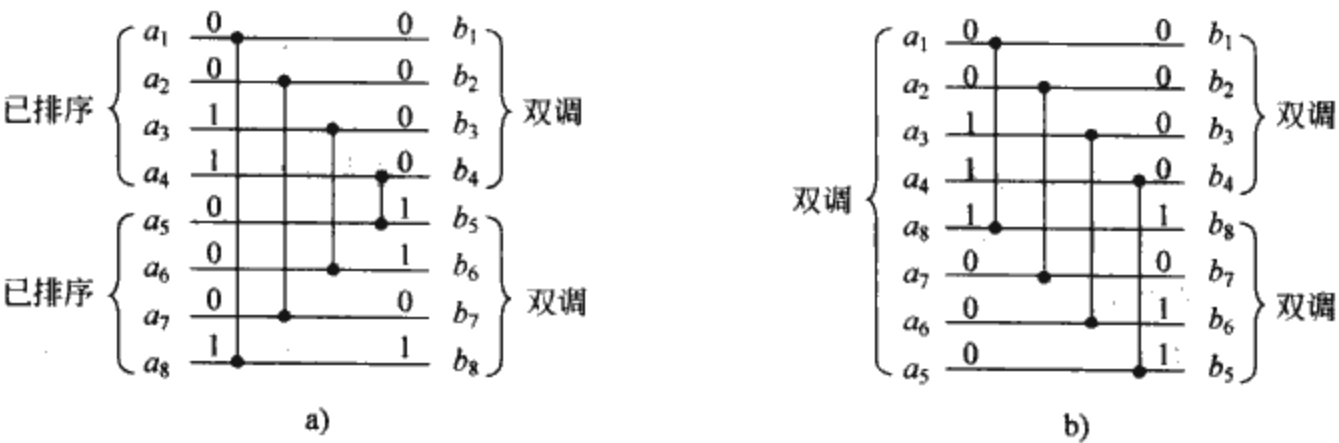 已排序 a1 0 0 b1 双调
a2 0 0 b2
a3 1 0 b3
a4 1 0 b4
已排序 a5 0 1 b5 双调
a6 0 1 b6
a7 0 0 b7
a8 1 1 b8
a)
双调 a1 0 0 b1 双调
a2 0 0 b2
a3 1 0 b3
a4 1 0 b4
a8 1 1 b8 双调
a7 0 0 b7
a6 0 1 b6
a5 0 1 b5
b)